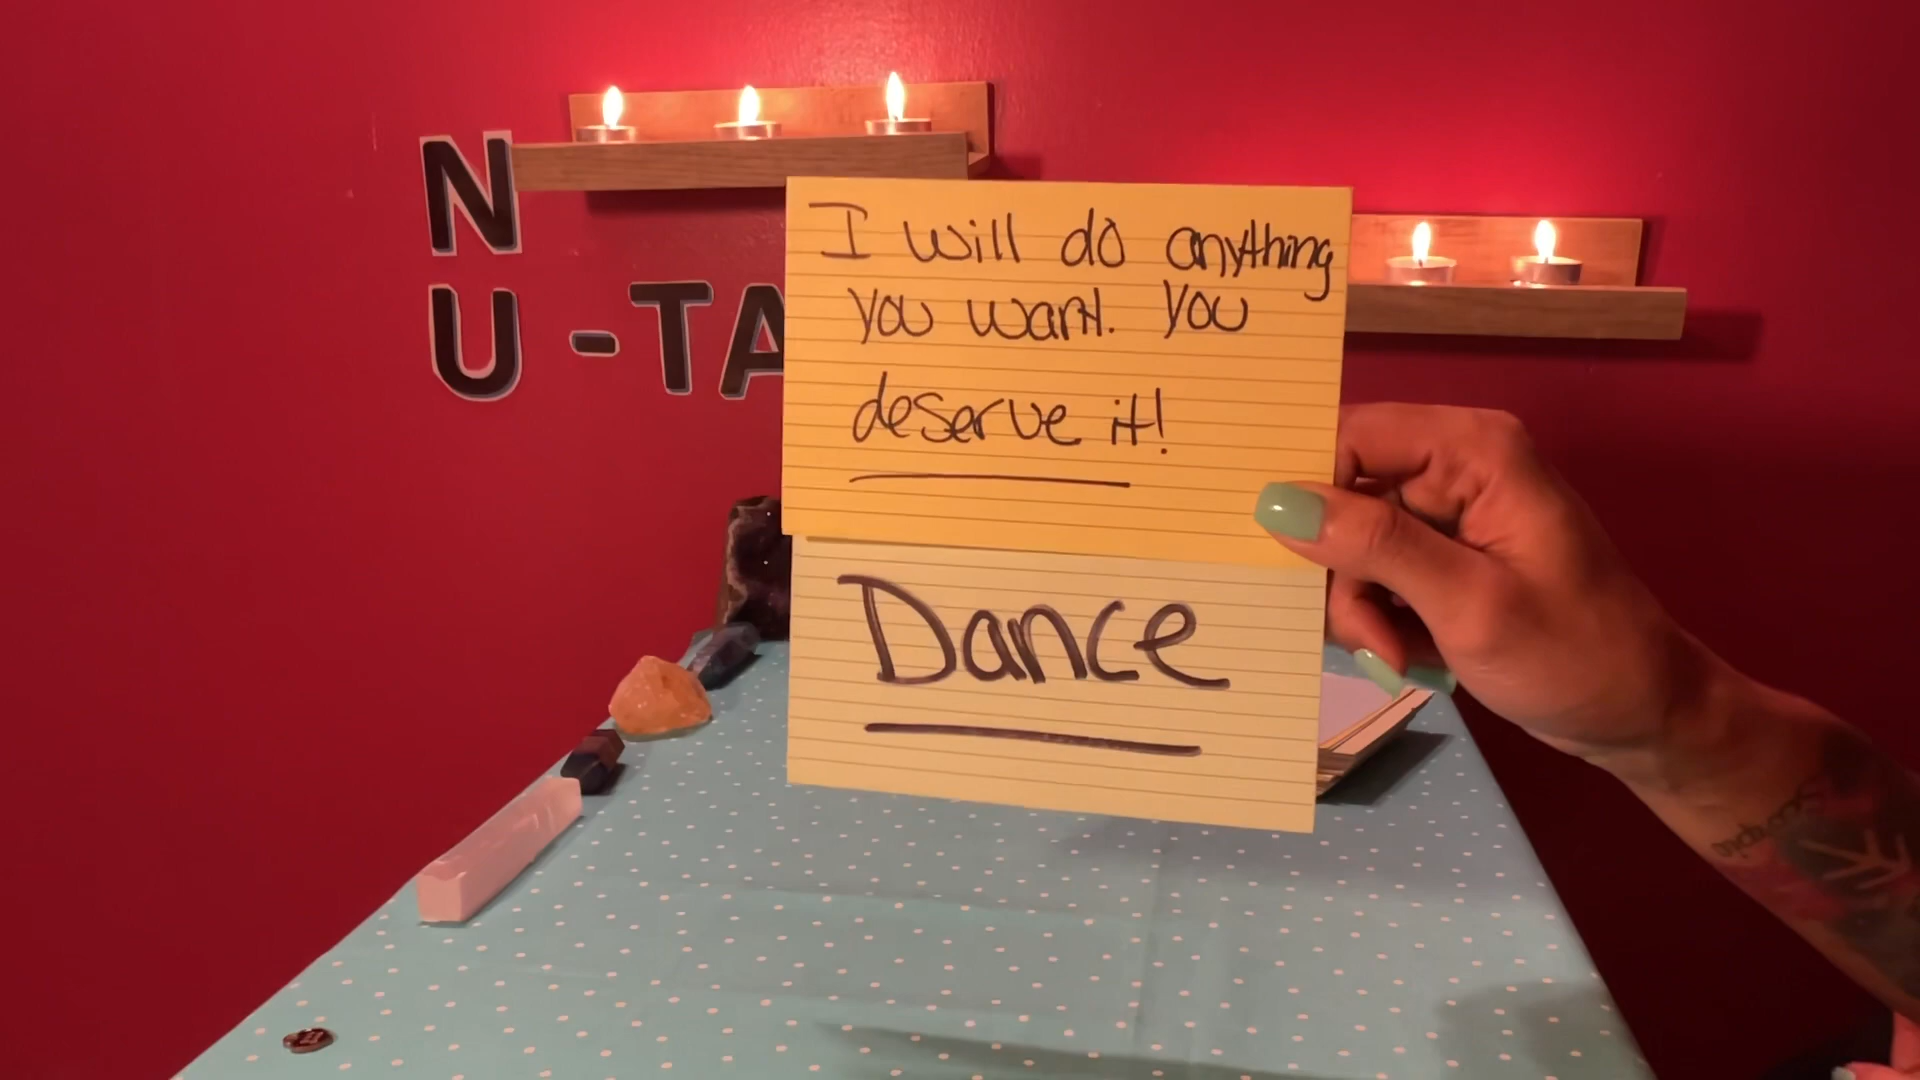 N
U - TA
I will do anything
you want. You
deserve it!
Dance